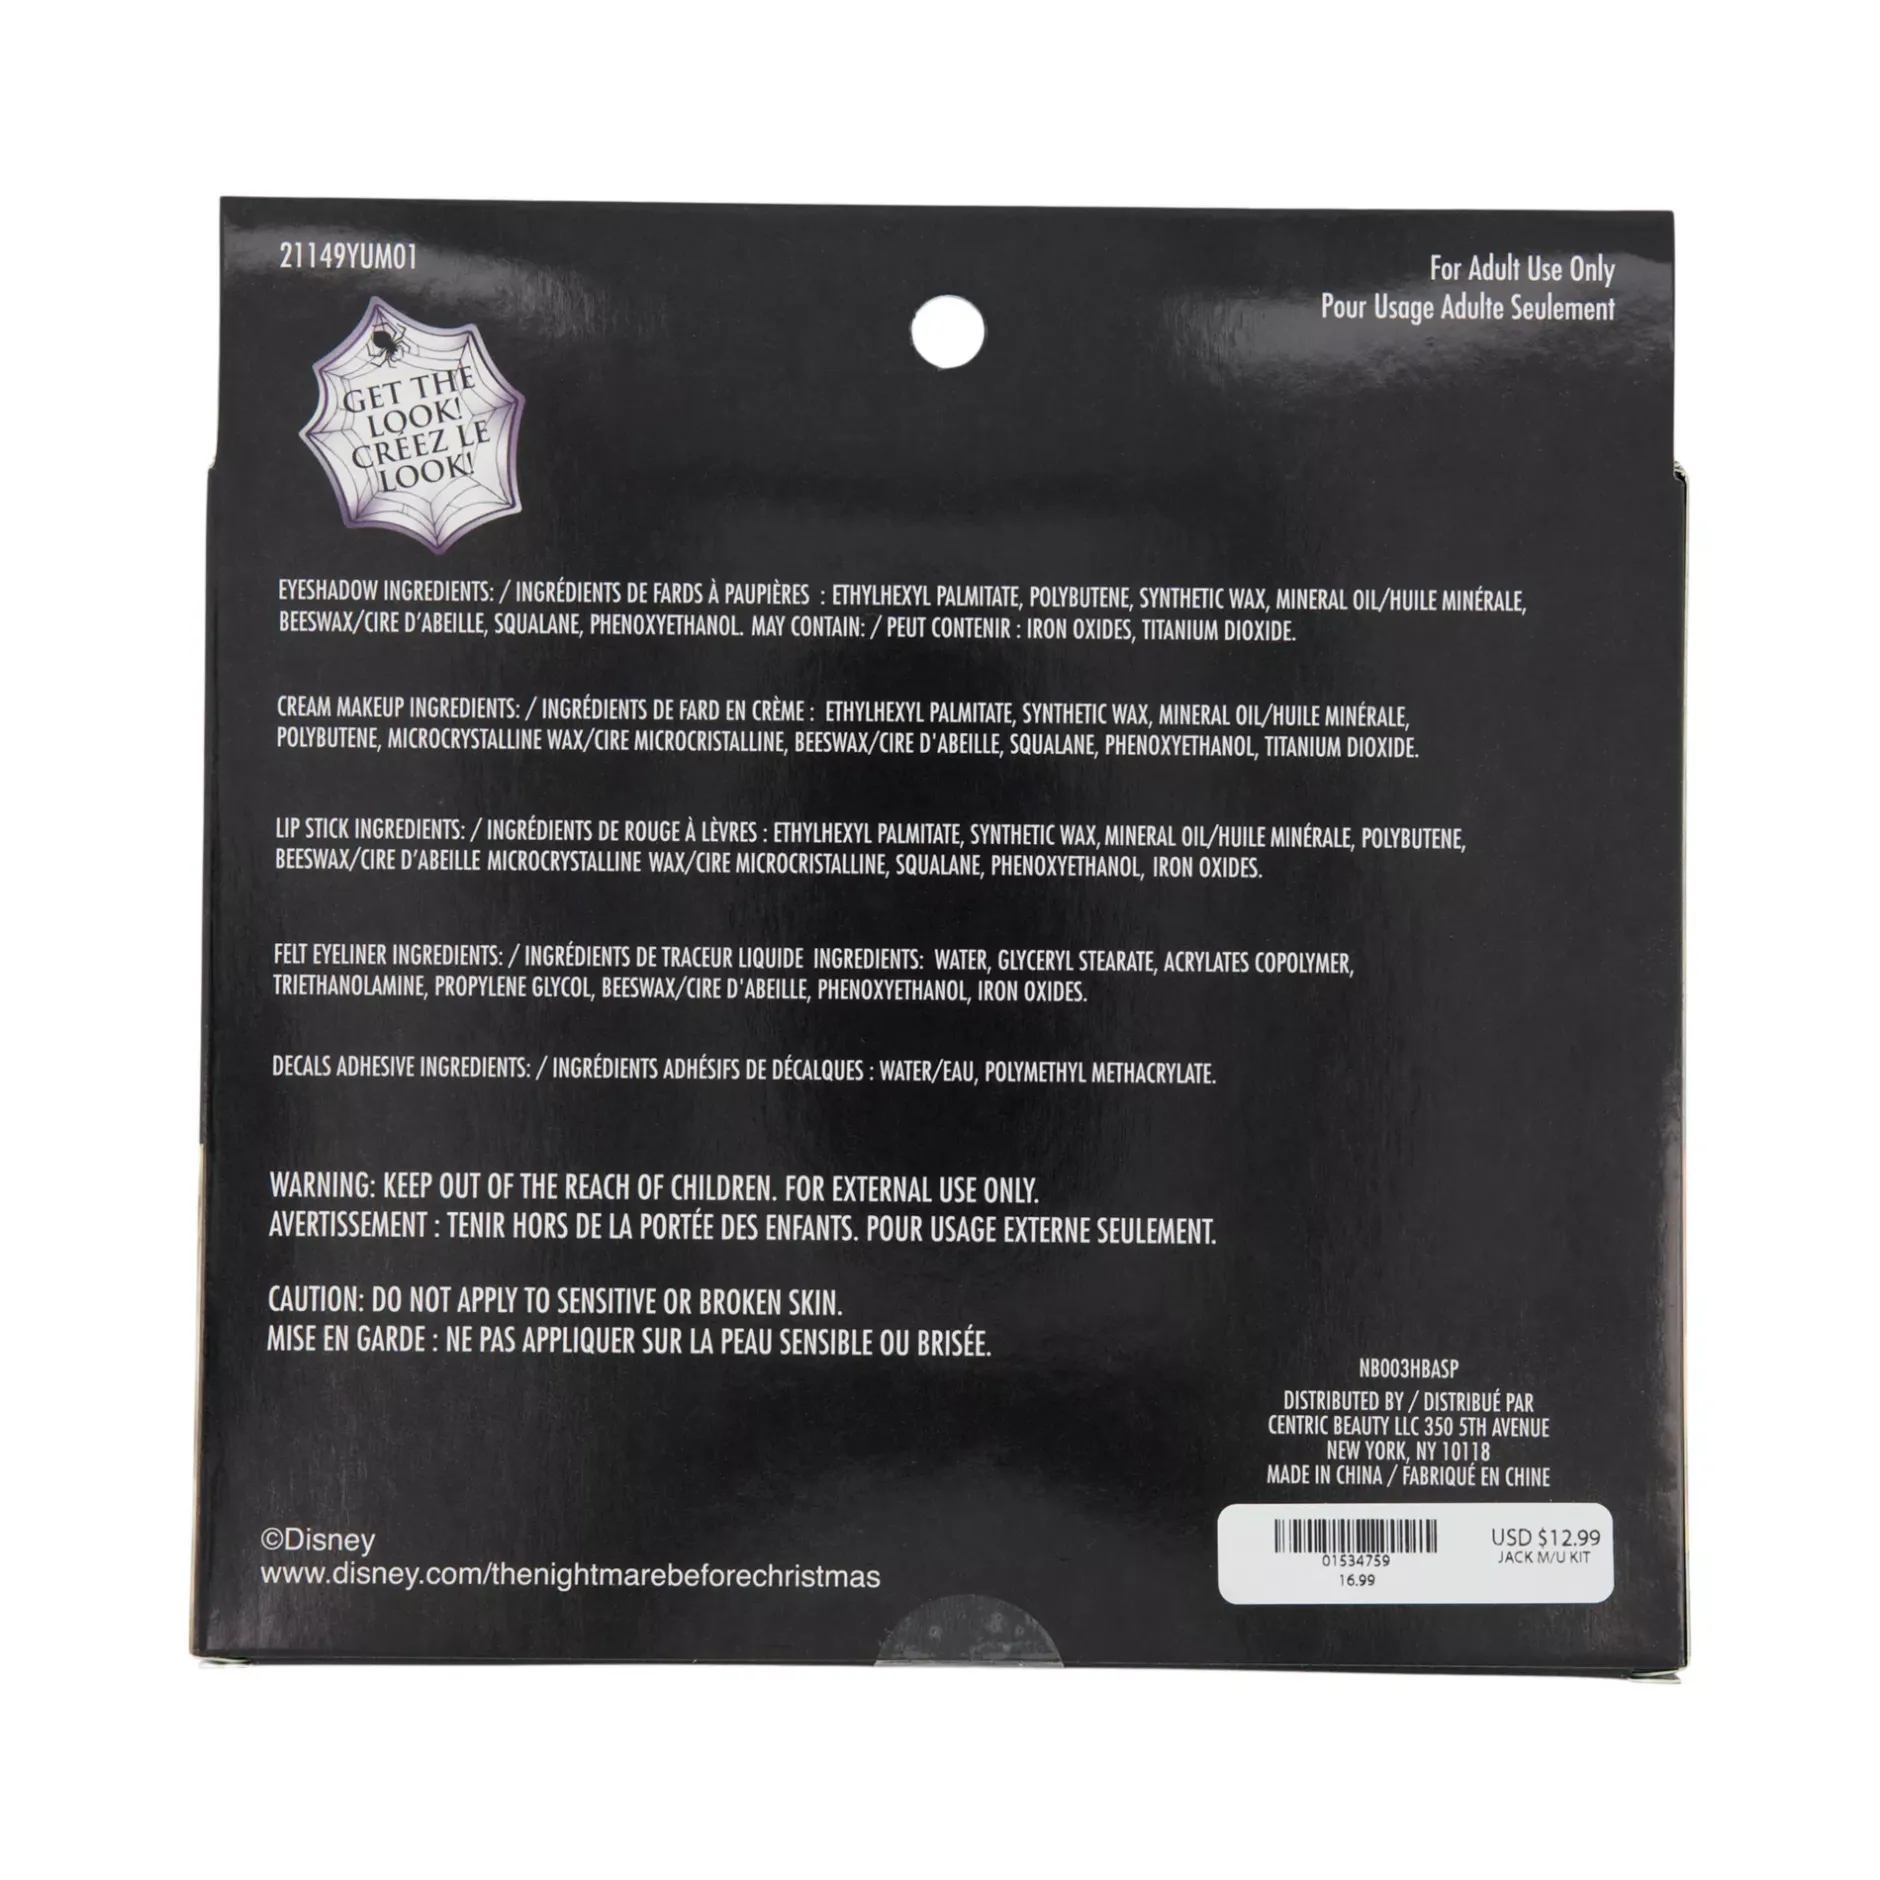 21149YUM01
For Adult Use Only
Pour Usage Adulte Seulement
GET THE
LOOK!
CRÉEZ LE
LOOK!
EYESHADOW INGREDIENTS: / INGRÉDIENTS DE FARDS À PAUPIÈRES : ETHYLHEXYL PALMITATE, POLYBUTENE, SYNTHETIC WAX, MINERAL OIL/HUILE MINÉRALE,
BEESWAX/CIRE D'ABEILLE, SQUALANE, PHENOXYETHANOL. MAY CONTAIN: / PEUT CONTENIR : IRON OXIDES, TITANIUM DIOXIDE.
CREAM MAKEUP INGREDIENTS: / INGRÉDIENTS DE FARD EN CRÈME : ETHYLHEXYL PALMITATE, SYNTHETIC WAX, MINERAL OIL/HUILE MINÉRALE,
POLYBUTENE, MICROCRYSTALLINE WAX/CIRE MICROCRISTALLINE, BEESWAX/CIRE D'ABEILLE, SQUALANE, PHENOXYETHANOL, TITANIUM DIOXIDE.
LIP STICK INGREDIENTS: / INGRÉDIENTS DE ROUGE À LÈVRES : ETHYLHEXYL PALMITATE, SYNTHETIC WAX, MINERAL OIL/HUILE MINÉRALE, POLYBUTENE,
BEESWAX/CIRE D'ABEILLE MICROCRYSTALLINE WAX/CIRE MICROCRISTALLINE, SQUALANE, PHENOXYETHANOL, IRON OXIDES.
FELT EYELINER INGREDIENTS: / INGRÉDIENTS DE TRACEUR LIQUIDE INGREDIENTS: WATER, GLYCERYL STEARATE, ACRYLATES COPOLYMER,
TRIETHANOLAMINE, PROPYLENE GLYCOL, BEESWAX/CIRE D'ABEILLE, PHENOXYETHANOL, IRON OXIDES.
DECALS ADHESIVE INGREDIENTS: / INGRÉDIENTS ADHÉSIFS DE DÉCALQUES : WATER/EAU, POLYMETHYL METHACRYLATE.
WARNING: KEEP OUT OF THE REACH OF CHILDREN. FOR EXTERNAL USE ONLY.
AVERTISSEMENT : TENIR HORS DE LA PORTÉE DES ENFANTS. POUR USAGE EXTERNE SEULEMENT.
CAUTION: DO NOT APPLY TO SENSITIVE OR BROKEN SKIN.
MISE EN GARDE : NE PAS APPLIQUER SUR LA PEAU SENSIBLE OU BRISÉE.
NB003HBASP
DISTRIBUTED BY / DISTRIBUÉ PAR
CENTRIC BEAUTY LLC 350 5TH AVENUE
NEW YORK, NY 10118
MADE IN CHINA / FABRIQUÉ EN CHINE
©Disney
www.disney.com/thenightmarebeforechristmas
USD $12.99
JACK M/U KIT
01534759
16.99